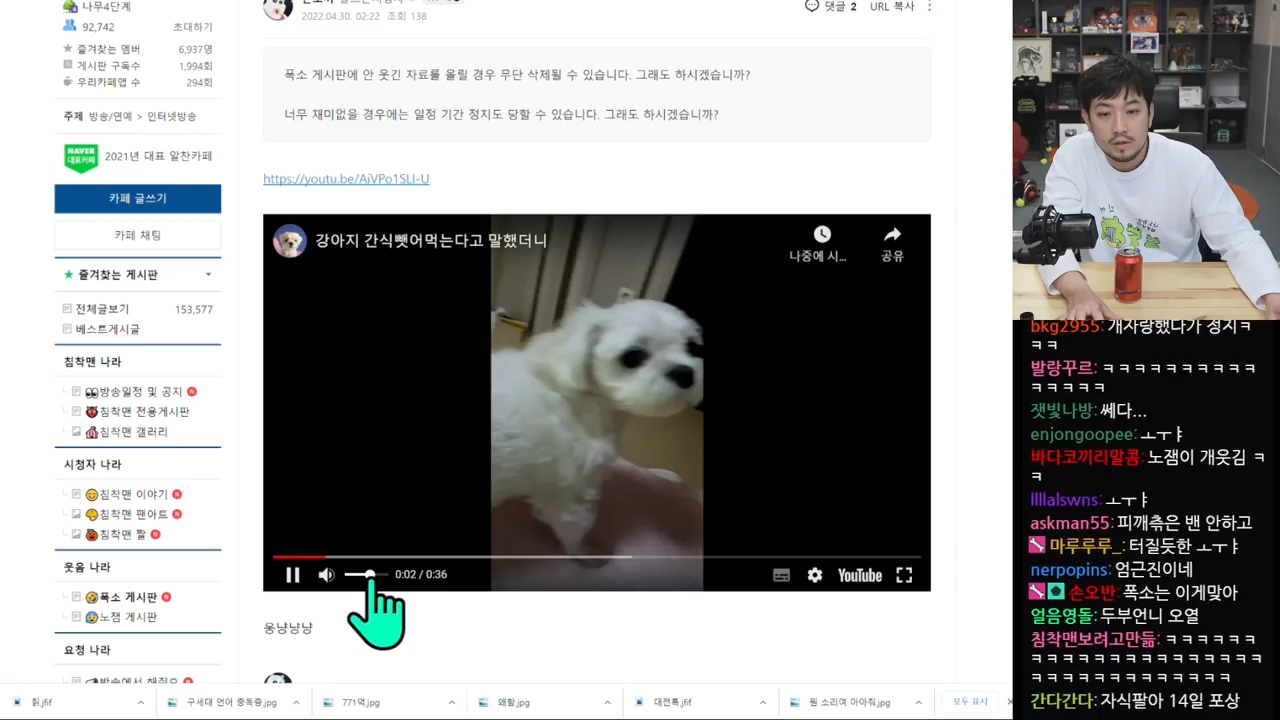 나무4단계
92,742 초대하기
즐겨찾는 멤버 6,937명
게시판 구독수 1,994회
우리카페앱 수 294회
주제 방송/연예 > 인터넷방송
NAVER
대표카페
2021년 대표 알찬카페
카페 글쓰기
카페 채팅
즐겨찾는 게시판
전체글보기 153,577
베스트게시글
침착맨 나라
방송일정 및 공지 N
침착맨 전용게시판
침착맨 갤러리
시청자 나라
침착맨 이야기 N
침착맨 팬아트 N
침착맨 짤 N
웃음 나라
폭소 게시판 N
노잼 게시판
요청 나라
2022.04.30. 02:22 조회 138
댓글 2 URL 복사
폭소 게시판에 안 웃긴 자료를 올릴 경우 무단 삭제될 수 있습니다. 그래도 하시겠습니까?
너무 재미없을 경우에는 일정 기간 정지도 당할 수 있습니다. 그래도 하시겠습니까?
https://youtu.be/AiVPo1SLI-U
강아지 간식뺏어먹는다고 말했더니
나중에 시... 공유
0:02 / 0:36
YouTube
웅냥냥냥
bkg2955: 개자랑했다가 정지ㅋ
ㅋㅋ
발랑꾸르: ㅋㅋㅋㅋㅋㅋㅋㅋㅋㅋ
ㅋㅋㅋㅋㅋㅋ
잿빛나방: 쎄다...
enjongoopee: ㅗㅜㅑ
바다코끼리말콤: 노잼이 개웃김 ㅋ
ㅋ
llllalswns: ㅗㅜㅑ
askman55: 피깨츢은 밴 안하고
마루루루_: 터질듯한 ㅗㅜㅑ
nerpopins: 엄근진이네
손오반: 폭소는 이게맞아
얼음영돌: 두부언니 오열
침착맨보려고만듦: ㅋㅋㅋㅋㅋㅋ
ㅋㅋㅋㅋㅋㅋㅋㅋㅋㅋㅋㅋㅋㅋㅋ
ㅋㅋㅋㅋㅋㅋㅋㅋㅋㅋㅋㅋㅋ
간다간다: 자식팔아 14일 포상
췱.jfif
구세대 언어 중독증.jpg
771억.jpg
왜함.jpg
대전특.jfif
뭔 소리여 아아줘.jpg
모두 표시